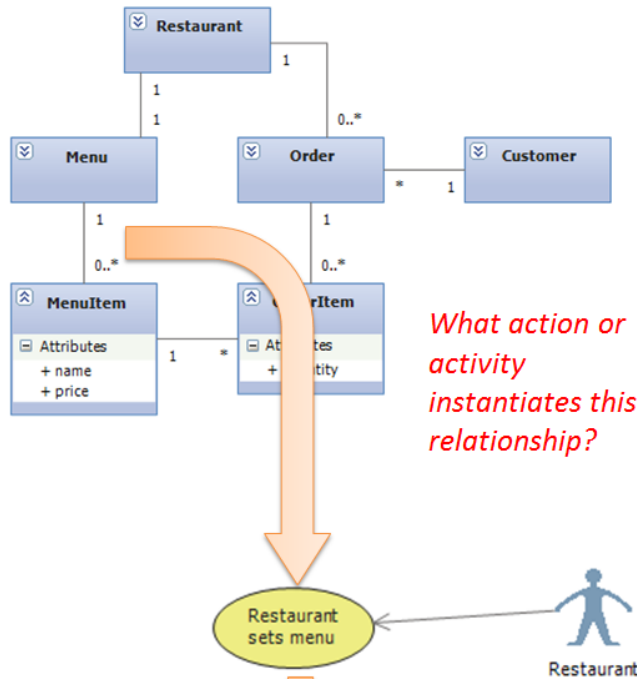 Restaurant
1
1
1
0..*
Menu
Order
Customer
*
1
1
1
0..*
0..*
MenuItem
Attributes
+ name
+ price
1
*
+
What action or
activity
instantiates this
relationship?
Restaurant
sets menu
Restaurant